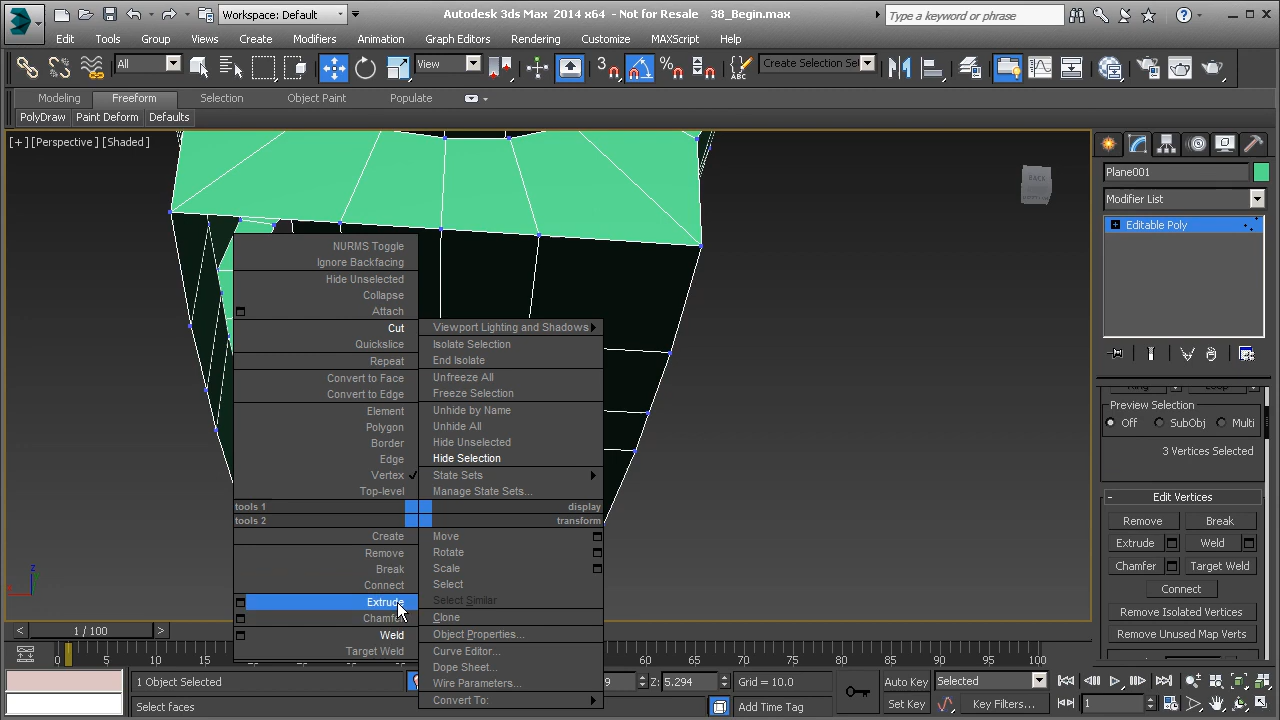 Workspace: Default
Autodesk 3ds Max 2014 x64 - Not for Resale 38_Begin.max
Type a keyword or phrase
Edit Tools Group Views Create Modifiers Animation Graph Editors Rendering Customize MAXScript Help
All
View
Create Selection Se
Modeling Freeform Selection Object Paint Populate
PolyDraw Paint Deform Defaults
[+][Perspective][Shaded]
BACK
Plane001
Modifier List
Editable Poly
NURMS Toggle
Ignore Backfacing
Hide Unselected
Collapse
Attach
Cut
Quickslice
Repeat
Convert to Face
Convert to Edge
Element
Polygon
Border
Edge
Vertex
Top-level
tools 1
tools 2
Create
Remove
Break
Connect
Extrude
Weld
Target Weld
Viewport Lighting and Shadows
Isolate Selection
End Isolate
Unfreeze All
Freeze Selection
Unhide by Name
Unhide All
Hide Unselected
Hide Selection
State Sets
Manage State Sets...
display
transform
Move
Rotate
Scale
Select
Select Similar
Clone
Object Properties...
Curve Editor...
Dope Sheet...
Wire Parameters...
Convert To:
Preview Selection
Off SubObj Multi
3 Vertices Selected
Edit Vertices
Remove Break
Extrude Weld
Chamfer Target Weld
Connect
Remove Isolated Vertices
Remove Unused Map Verts
z
1 / 100
0 5 10 15 60 65 70 75 80 85 90 95 100
1 Object Selected
9 Z: 5.294 Grid = 10.0
Auto Key Selected
Select faces
Add Time Tag
Set Key Key Filters... 1